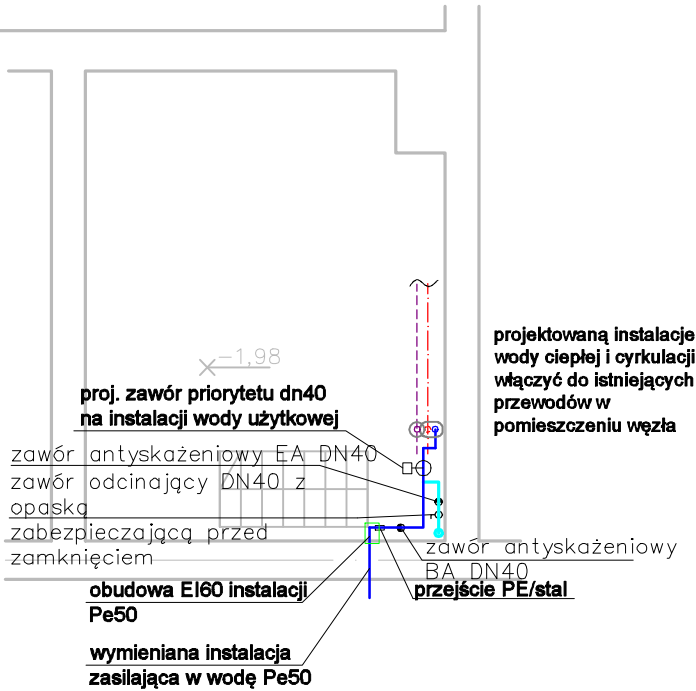 projektowaną instalacje
wody ciepłej i cyrkulacji
włączyć do istniejących
przewodów w
pomieszczeniu węzła
-1,98
proj. zawór priorytetu dn40
na instalacji wody użytkowej
zawór antyskażeniowy EA DN40
zawór odcinający DN40 z
opaską
zabezpieczającą przed
zamknięciem
zawór antyskażeniowy
BA DN40
przejście PE/stal
obudowa EI60 instalacji
Pe50
wymieniana instalacja
zasilająca w wodę Pe50